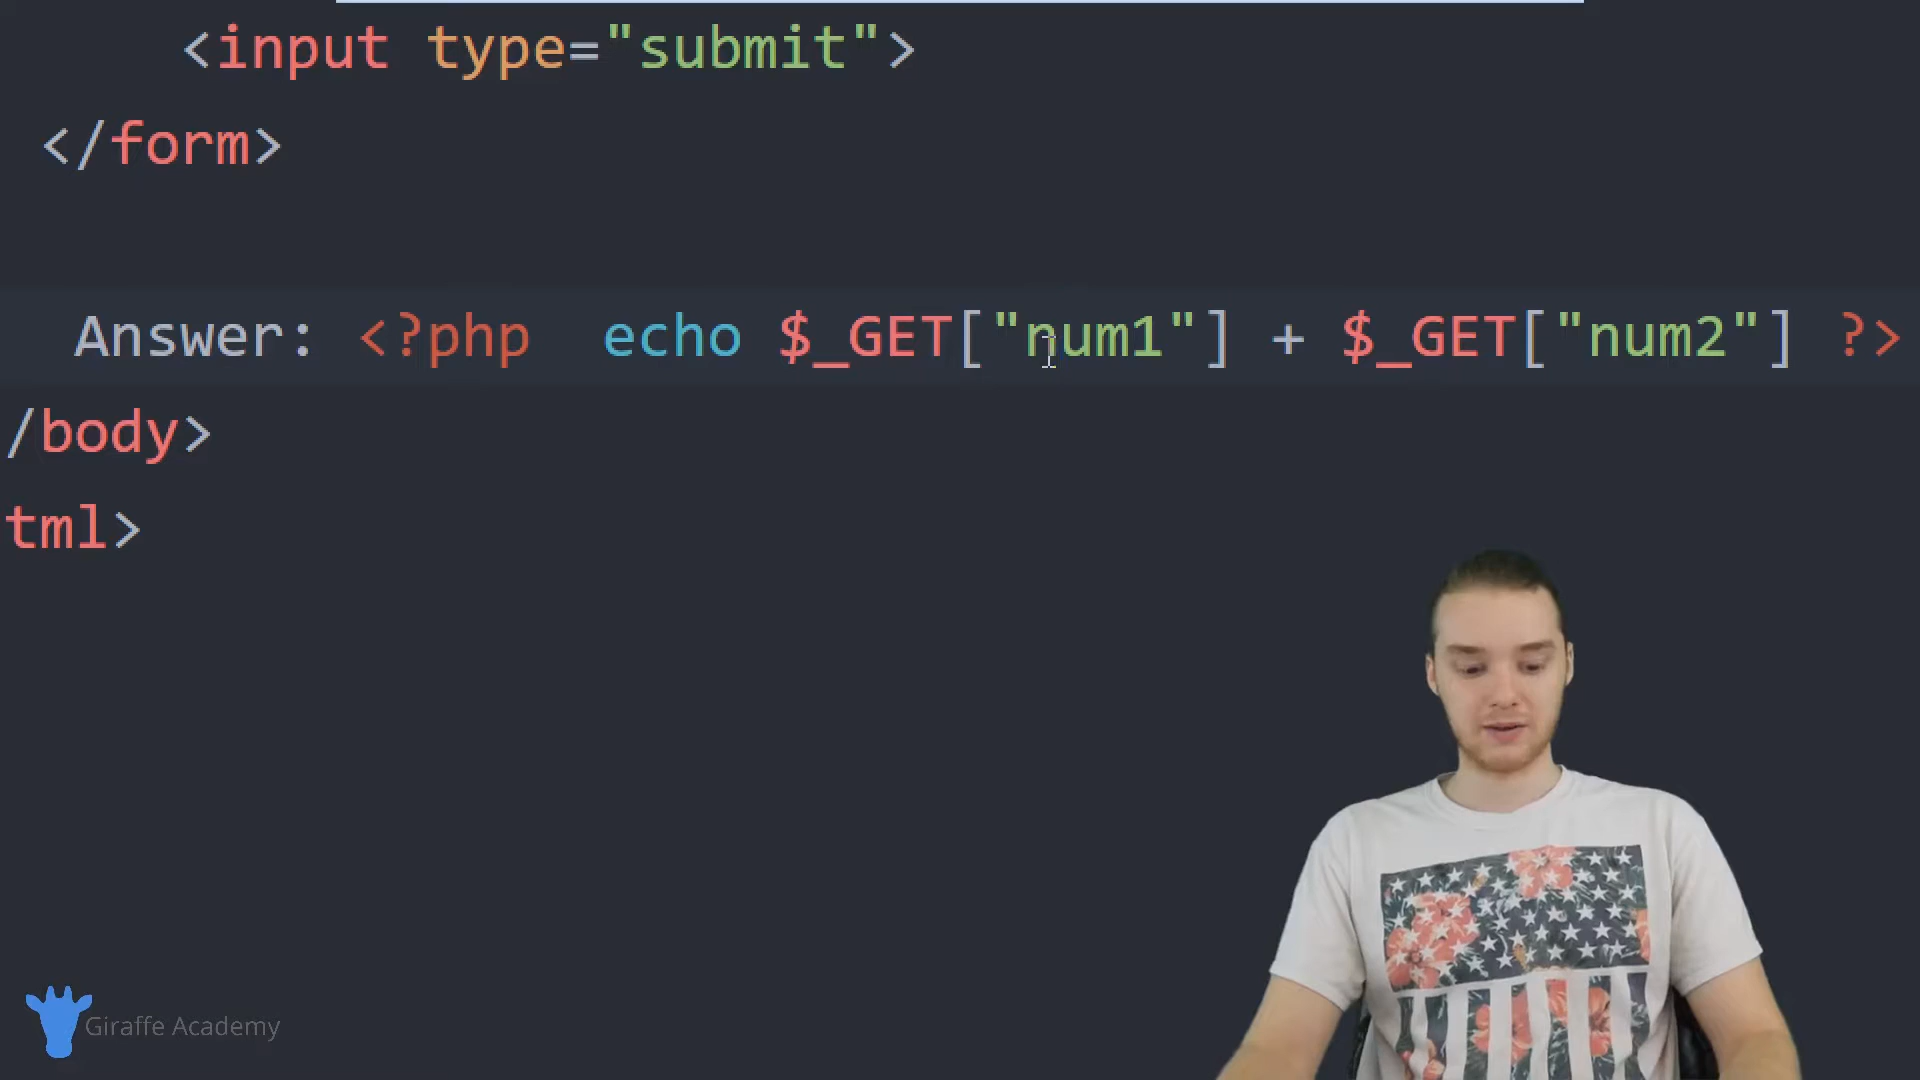 <input type="submit">
</form>
Answer: <?php  echo $_GET["num1"] + $_GET["num2"] ?>
/body>
tml>
Giraffe Academy